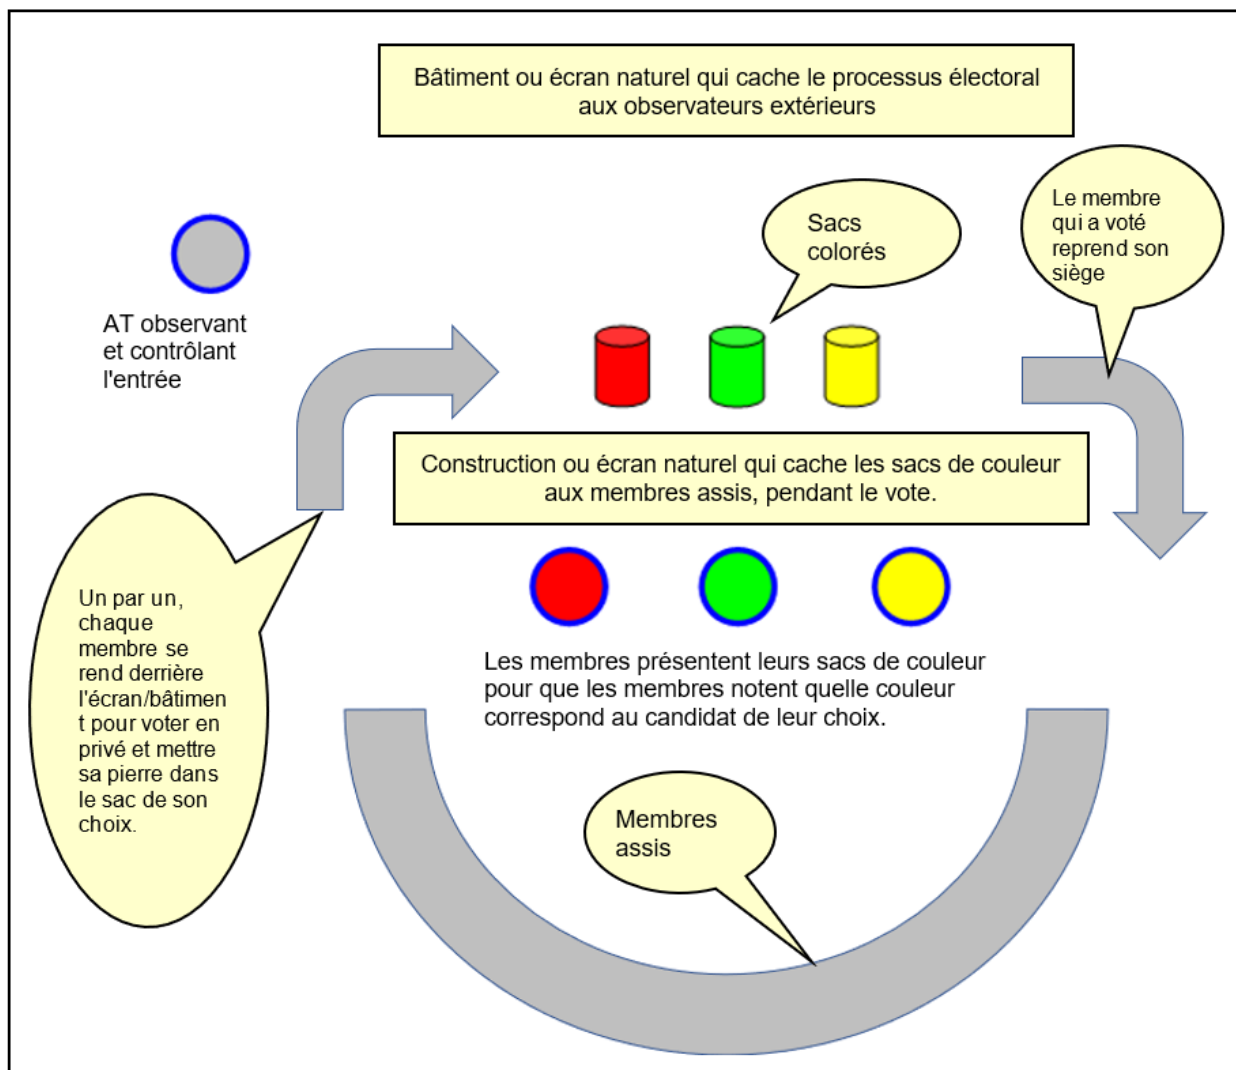 Bâtiment ou écran naturel qui cache le processus électoral
aux observateurs extérieurs
Le membre
qui a voté
reprend son
siège
Sacs
colorés
AT observant
et contrôlant
l'entrée
Construction ou écran naturel qui cache les sacs de couleur
aux membres assis, pendant le vote.
Un par un,
chaque
membre se
rend derrière
l'écran/bâtimen
t pour voter en
privé et mettre
sa pierre dans
le sac de son
choix.
Les membres présentent leurs sacs de couleur
pour que les membres notent quelle couleur
correspond au candidat de leur choix.
Membres
assis